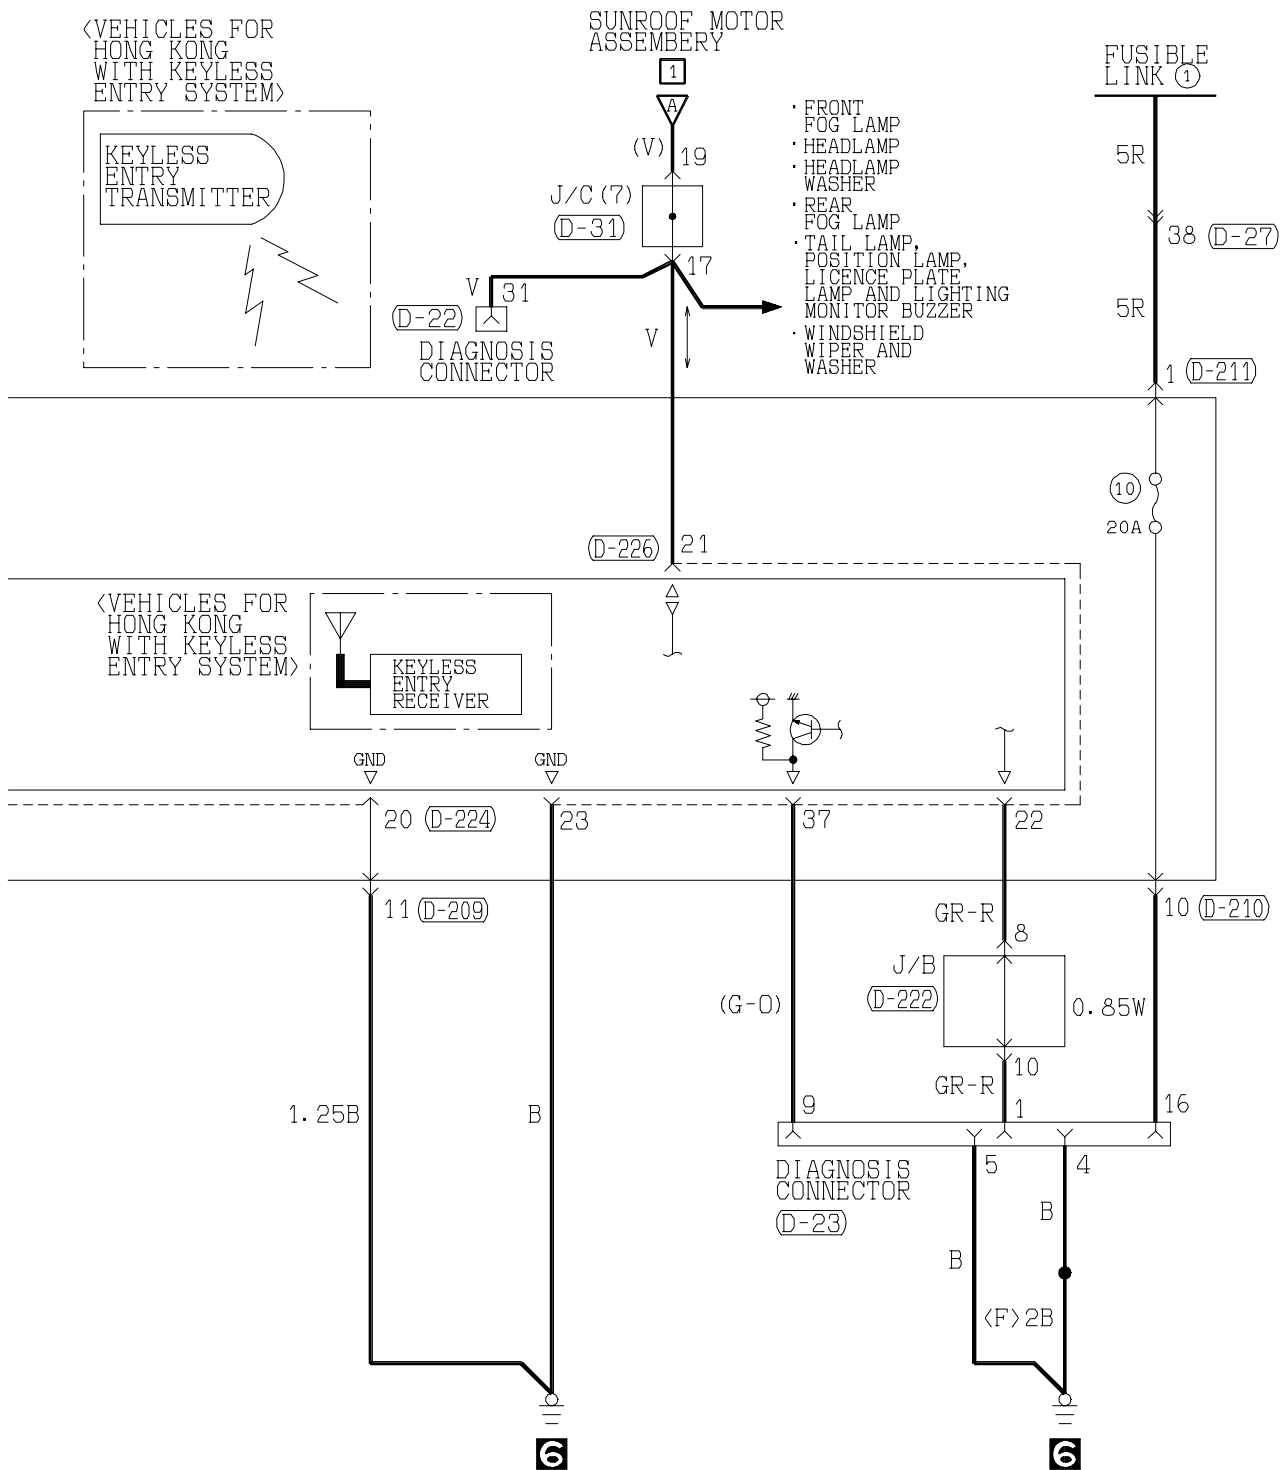 <VEHICLES FOR
HONG KONG
WITH KEYLESS
ENTRY SYSTEM>
KEYLESS
ENTRY
TRANSMITTER
SUNROOF MOTOR
ASSEMBERY
1
A
(V)
19
J/C(7)
(D-31)
17
V
31
(D-22)
DIAGNOSIS
CONNECTOR
V
· FRONT
FOG LAMP
· HEADLAMP
· HEADLAMP
WASHER
· REAR
FOG LAMP
· TAIL LAMP,
POSITION LAMP,
LICENCE PLATE
LAMP AND LIGHTING
MONITOR BUZZER
· WINDSHIELD
WIPER AND
WASHER
FUSIBLE
LINK 1
5R
38 (D-27)
5R
1 (D-211)
10
20A
(D-226) 21
<VEHICLES FOR
HONG KONG
WITH KEYLESS
ENTRY SYSTEM>
KEYLESS
ENTRY
RECEIVER
GND
GND
20 (D-224)
23
37
22
11 (D-209)
GR-R
10 (D-210)
8
J/B
(D-222)
(G-O)
0.85W
10
GR-R
1.25B
B
9
1
16
5
4
DIAGNOSIS
CONNECTOR
(D-23)
B
B
<F>2B
6
6